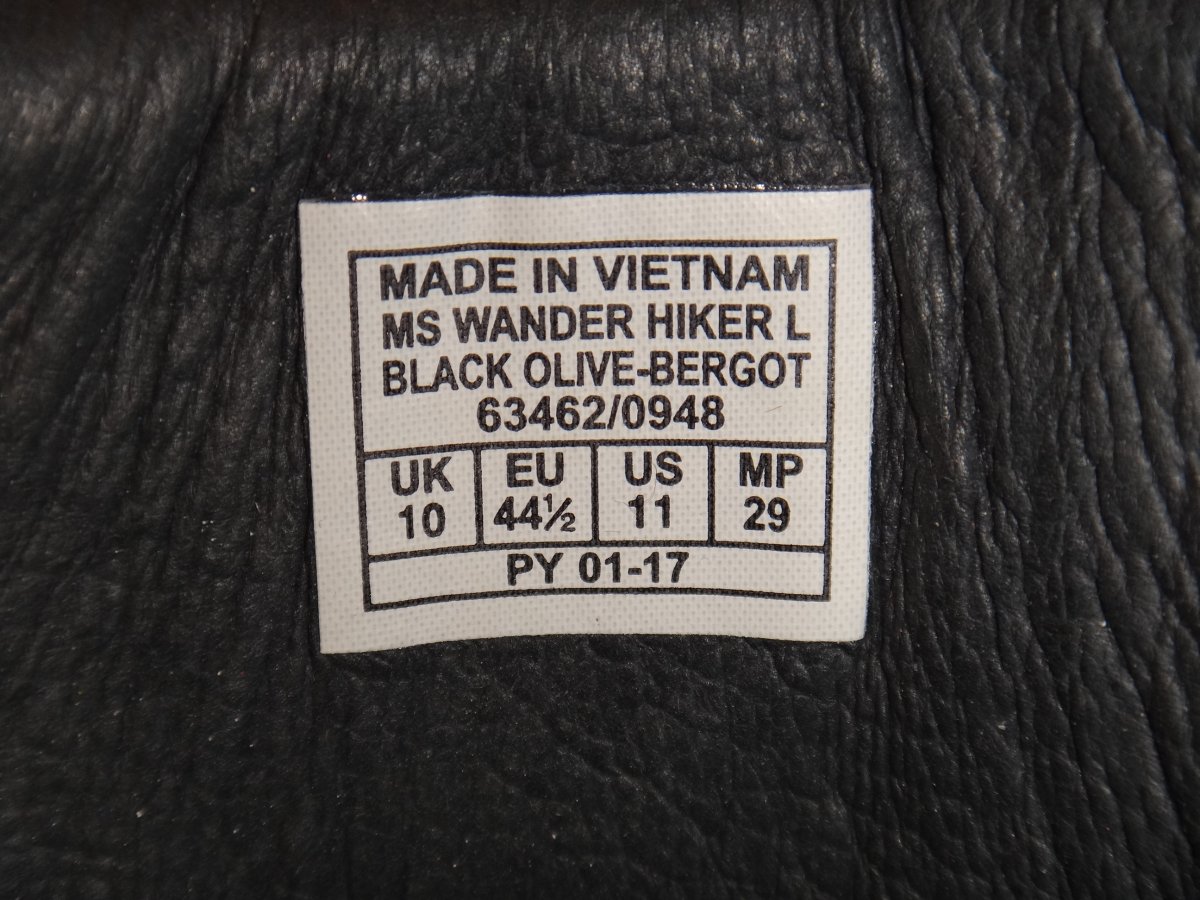 MADE IN VIETNAM
MS WANDER HIKER L
BLACK OLIVE-BERGOT
63462/0948
UK EU US MP
10 44½ 11 29
PY 01-17